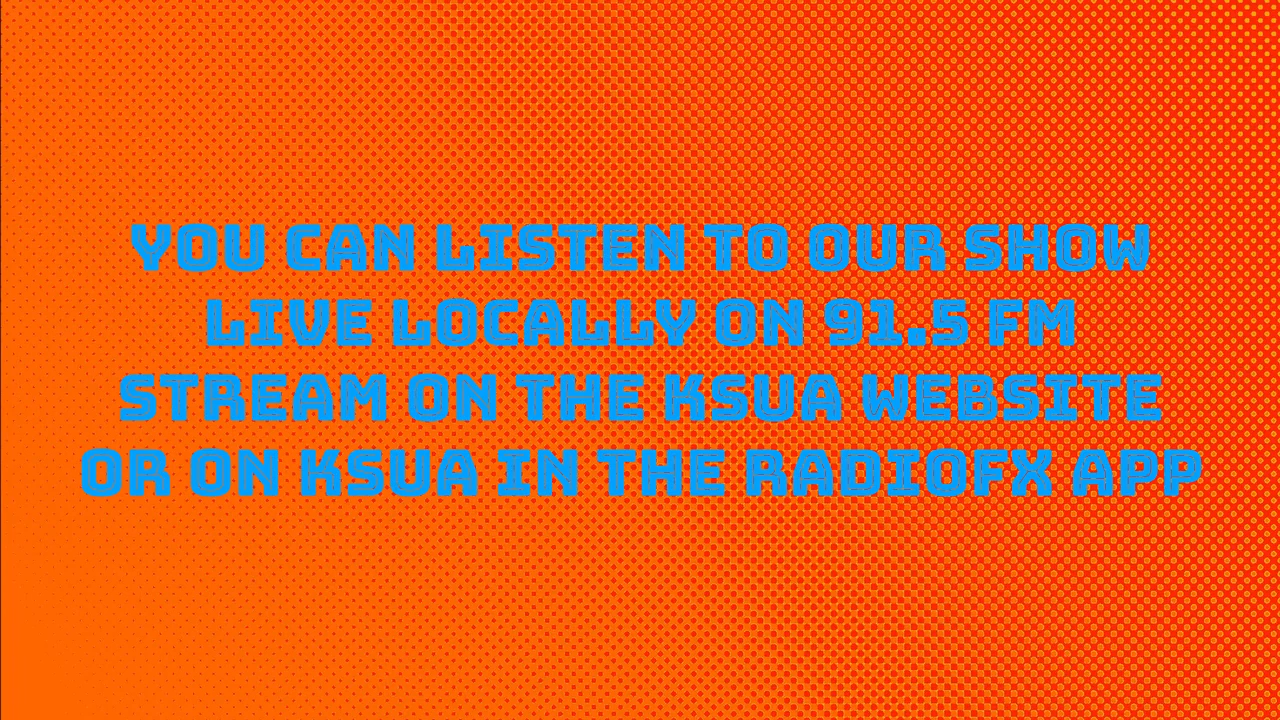 YOU CAN LISTEN TO OUR SHOW
LIVE LOCALLY ON 91.5 FM
STREAM ON THE KSUA WEBSITE
OR ON KSUA IN THE RADIOFX APP